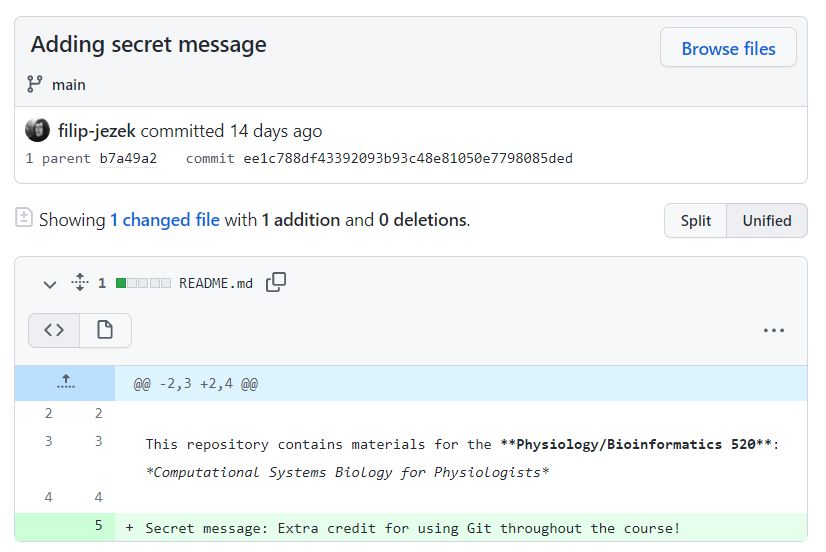 Adding secret message
Browse files
main
filip-jezek committed 14 days ago
1 parent b7a49a2 commit ee1c788df43392093b93c48e81050e7798085ded
Showing 1 changed file with 1 addition and 0 deletions.
Split Unified
1 README.md
@@ -2,3 +2,4 @@
2 2
3 3 This repository contains materials for the **Physiology/Bioinformatics 520**:
*Computational Systems Biology for Physiologists*
4 4
5 + Secret message: Extra credit for using Git throughout the course!